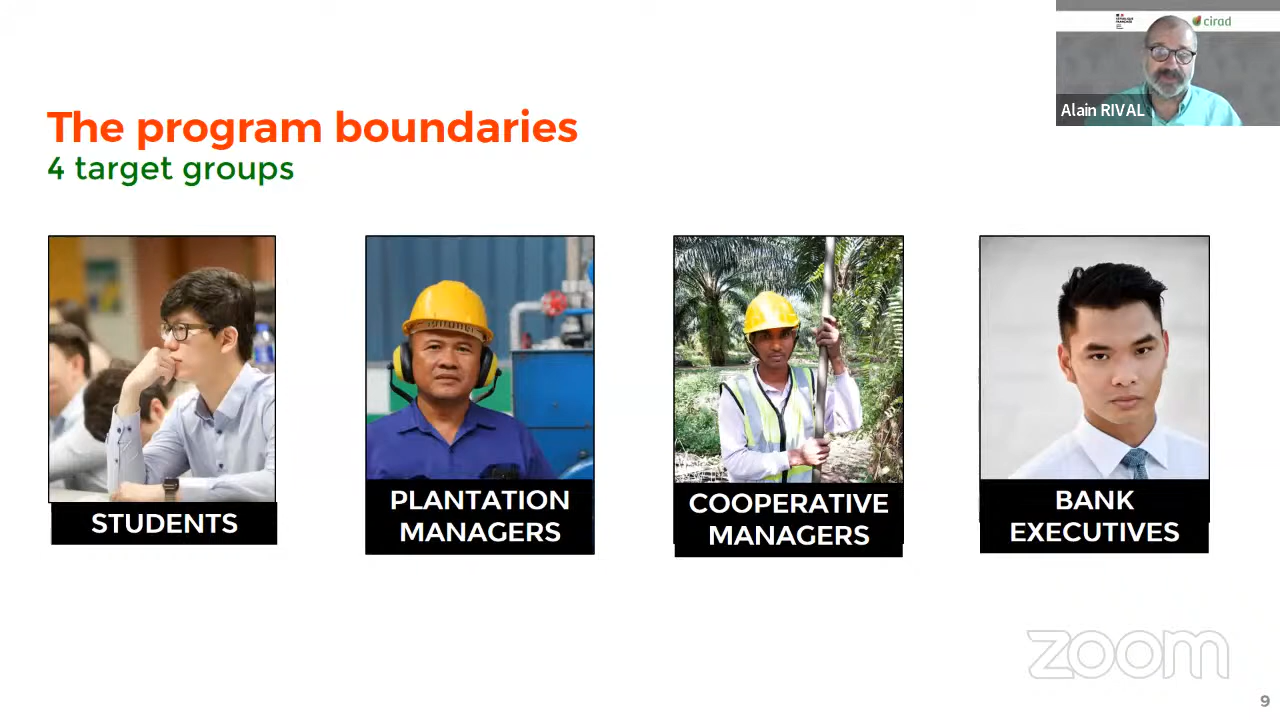 cirad
Alain RIVAL
The program boundaries
4 target groups
STUDENTS
PLANTATION
MANAGERS
COOPERATIVE
MANAGERS
BANK
EXECUTIVES
zoom
9